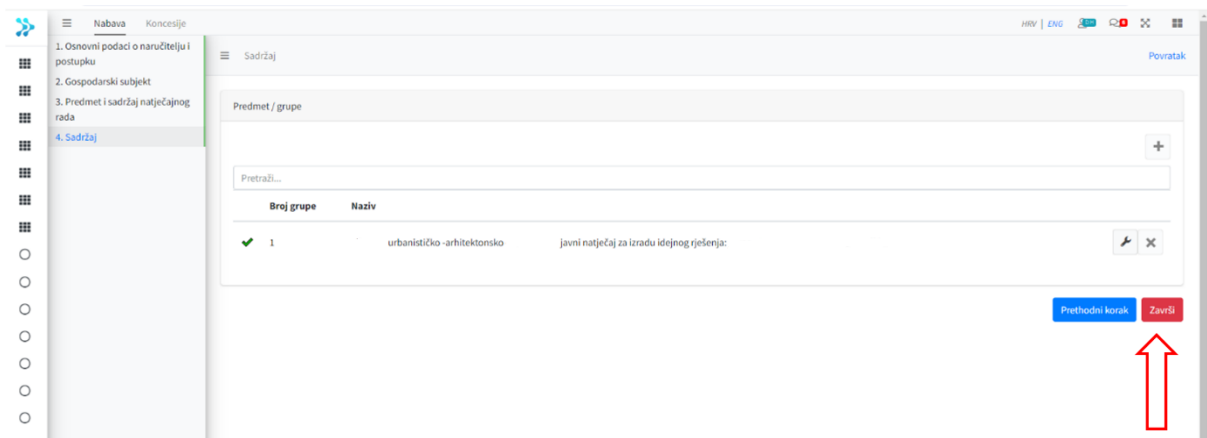 Nabava Koncesije
HRV | ENG
1. Osnovni podaci o naručitelju i
postupku
2. Gospodarski subjekt
3. Predmet i sadržaj natječajnog
rada
4. Sadržaj
Sadržaj
Povratak
Predmet / grupe
Pretraži...
Broj grupe Naziv
1 urbanističko -arhitektonsko javni natječaj za izradu idejnog rješenja:
Prethodni korak Završi